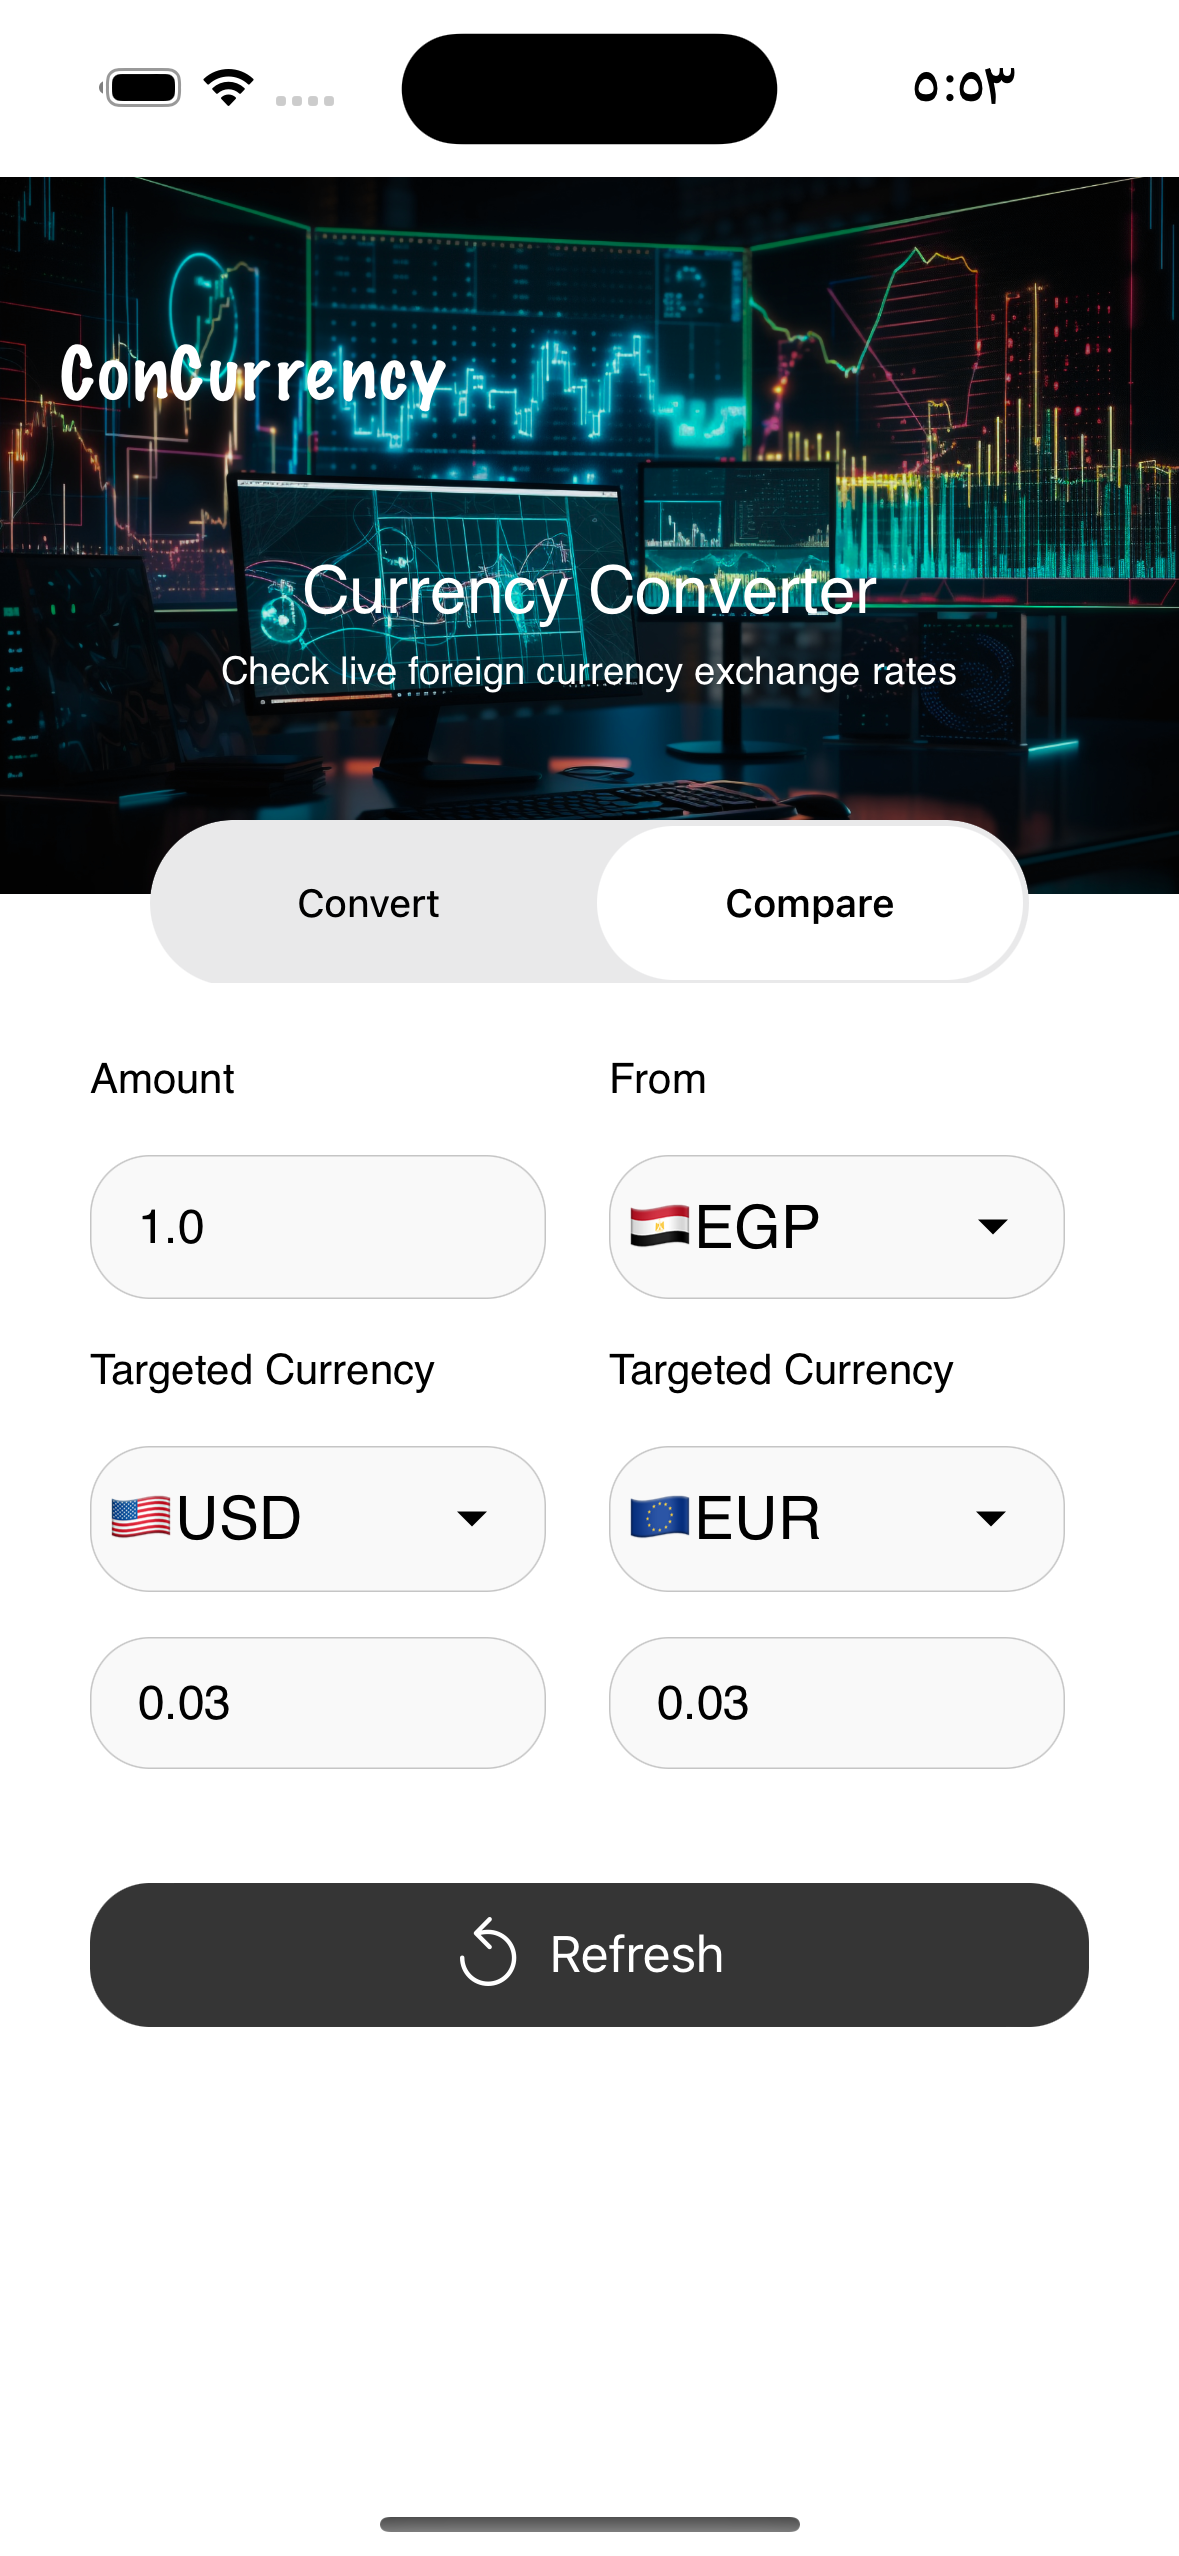 ٥:٥٣
ConCurrency
Currency Converter
Check live foreign currency exchange rates
Convert
Compare
Amount
From
1.0
🇪🇬EGP
Targeted Currency
Targeted Currency
🇺🇸USD
🇪🇺EUR
0.03
0.03
Refresh